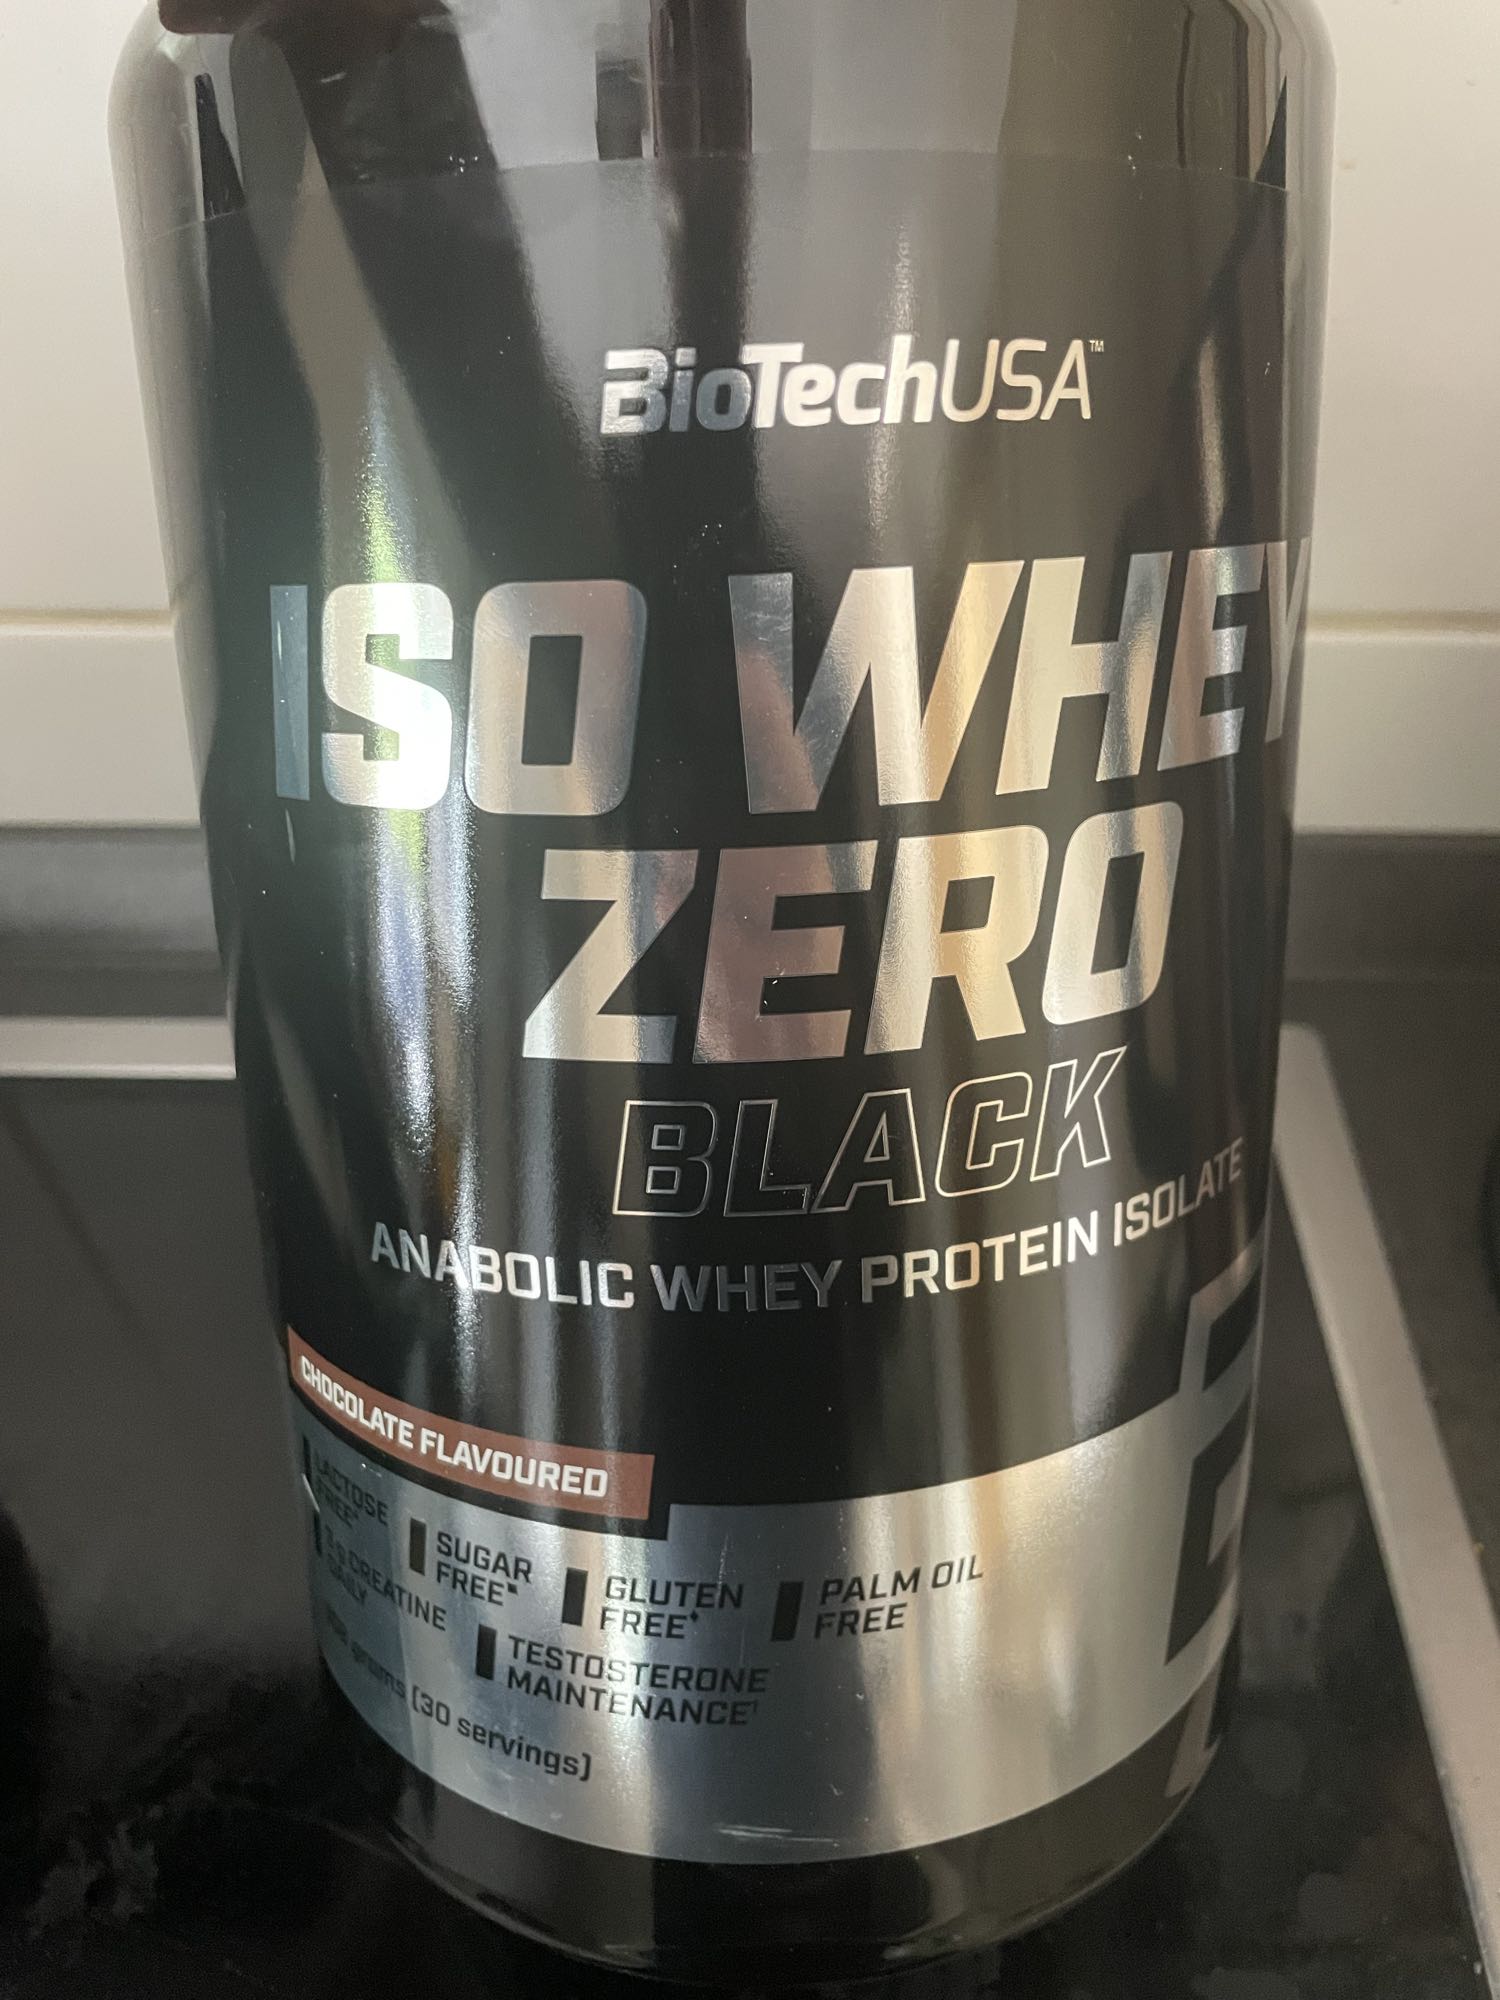 BioTechUSA™
ISO WHEY
ZERO
BLACK
ANABOLIC WHEY PROTEIN ISOLATE
CHOCOLATE FLAVOURED
LACTOSE
FREE
SUGAR
FREE
GLUTEN
FREE
PALM OIL
FREE
CREATINE
DAILY
TESTOSTERONE
MAINTENANCE
grams (30 servings)